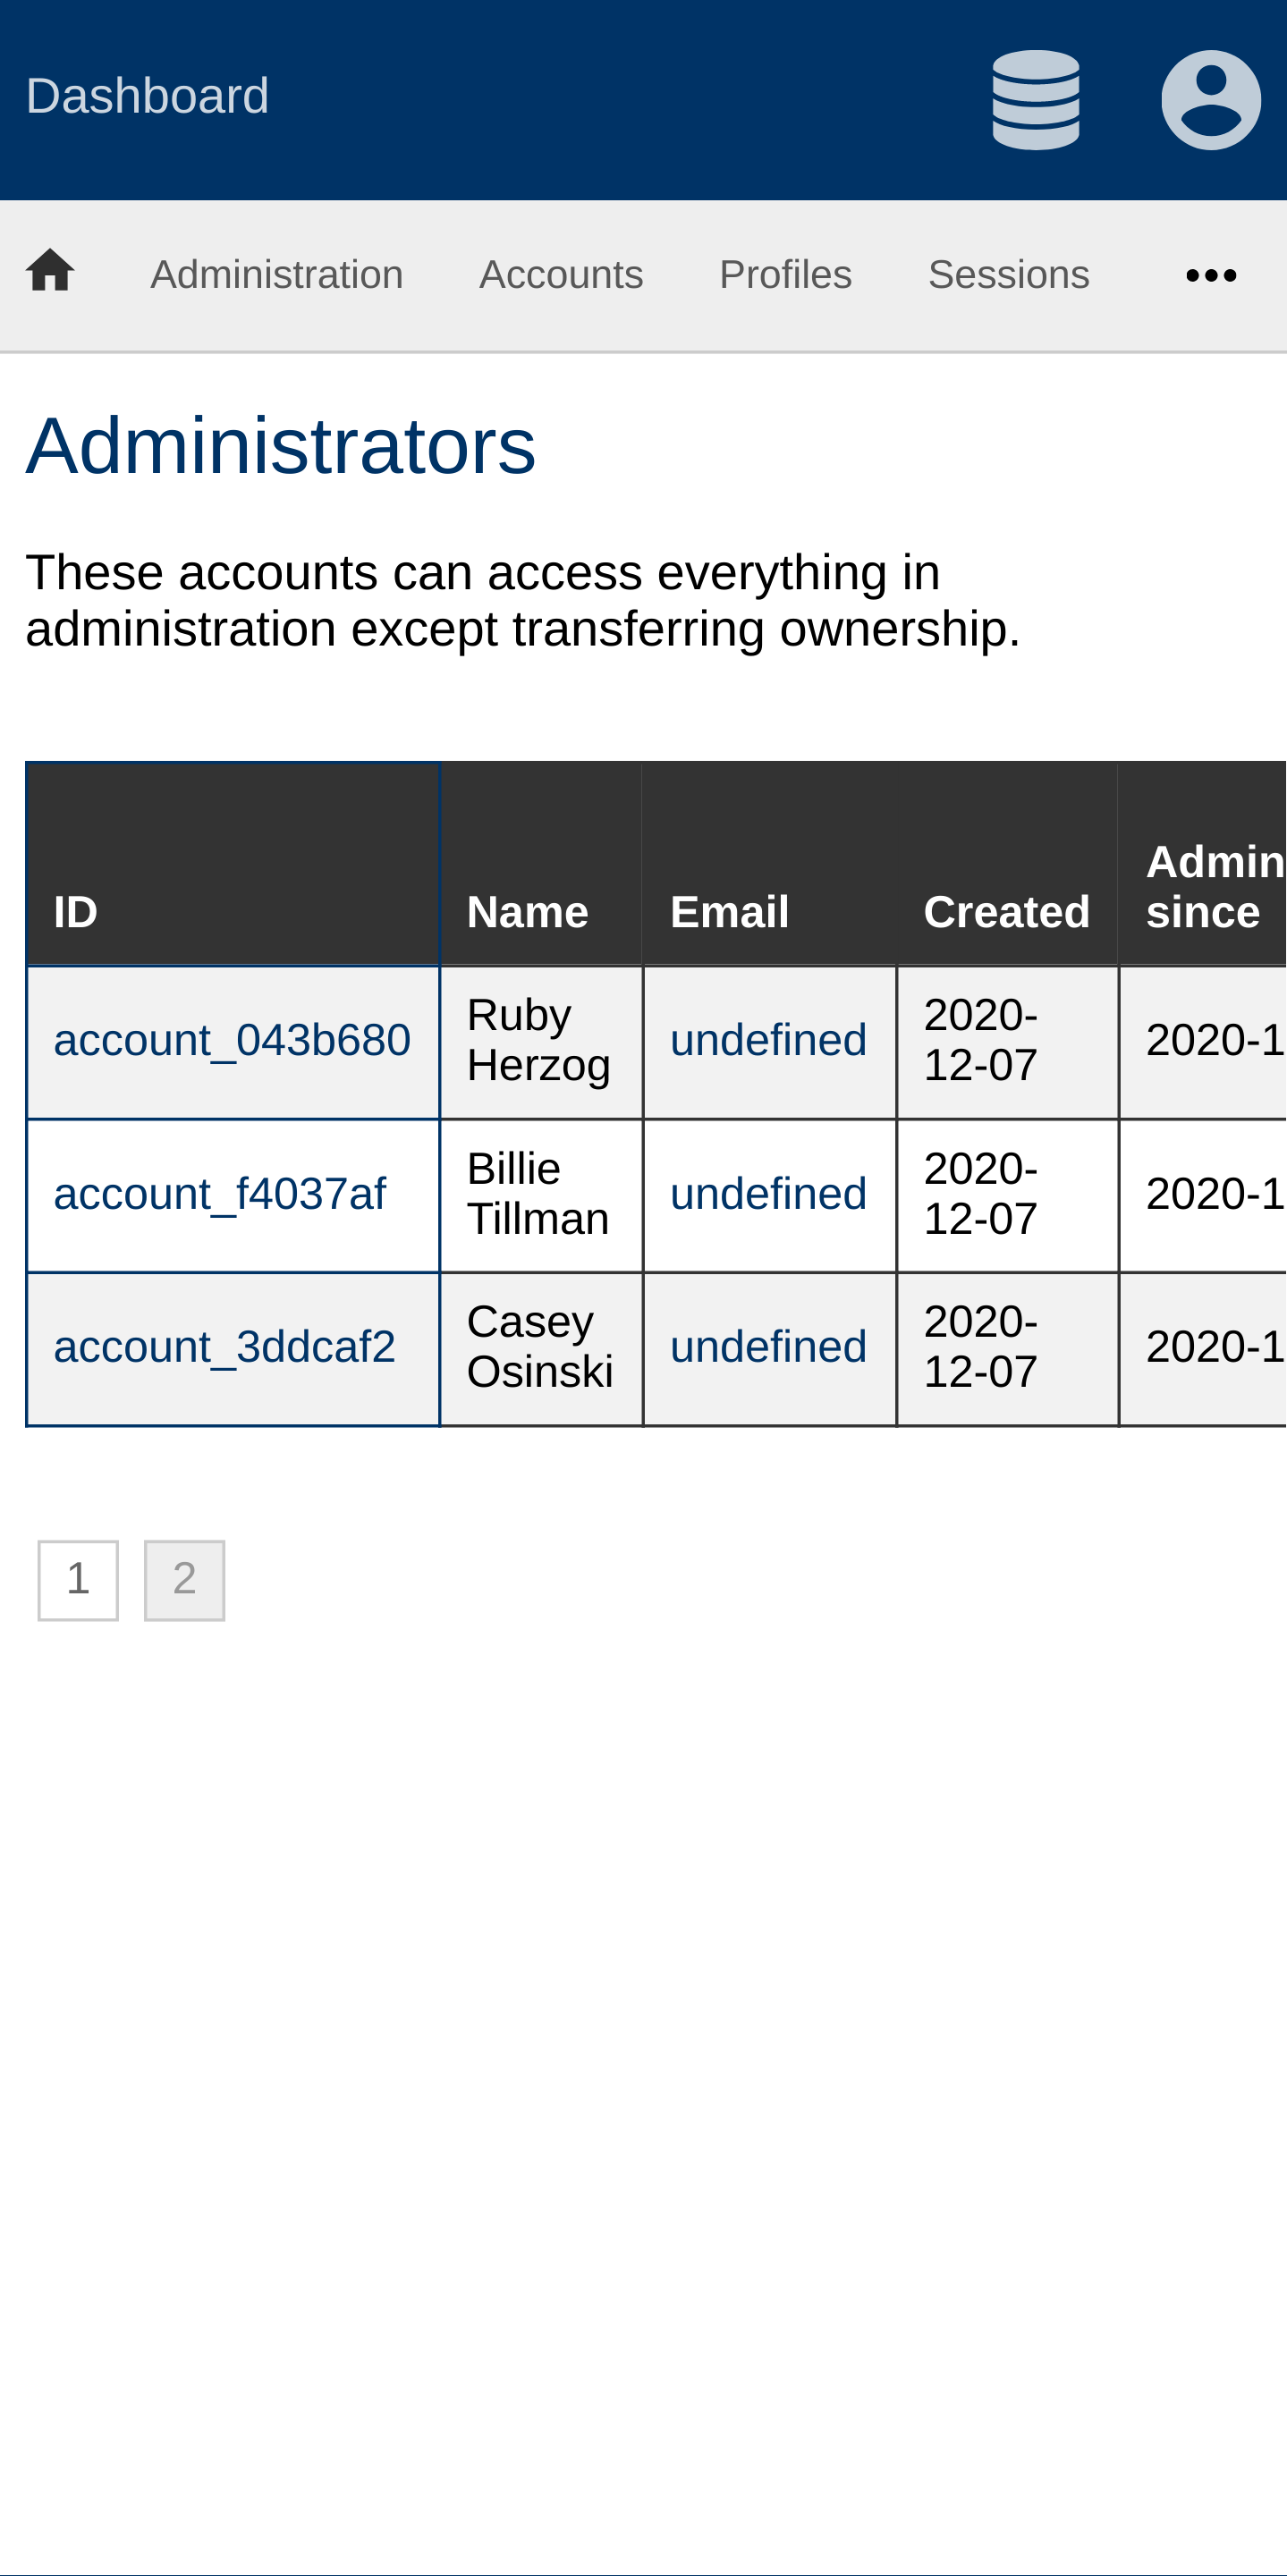 Dashboard
Administration Accounts Profiles Sessions
Administrators
These accounts can access everything in
administration except transferring ownership.
ID Name Email Created Admin since
account_043b680 Ruby Herzog undefined 2020-12-07 2020-1
account_f4037af Billie Tillman undefined 2020-12-07 2020-1
account_3ddcaf2 Casey Osinski undefined 2020-12-07 2020-1
1 2